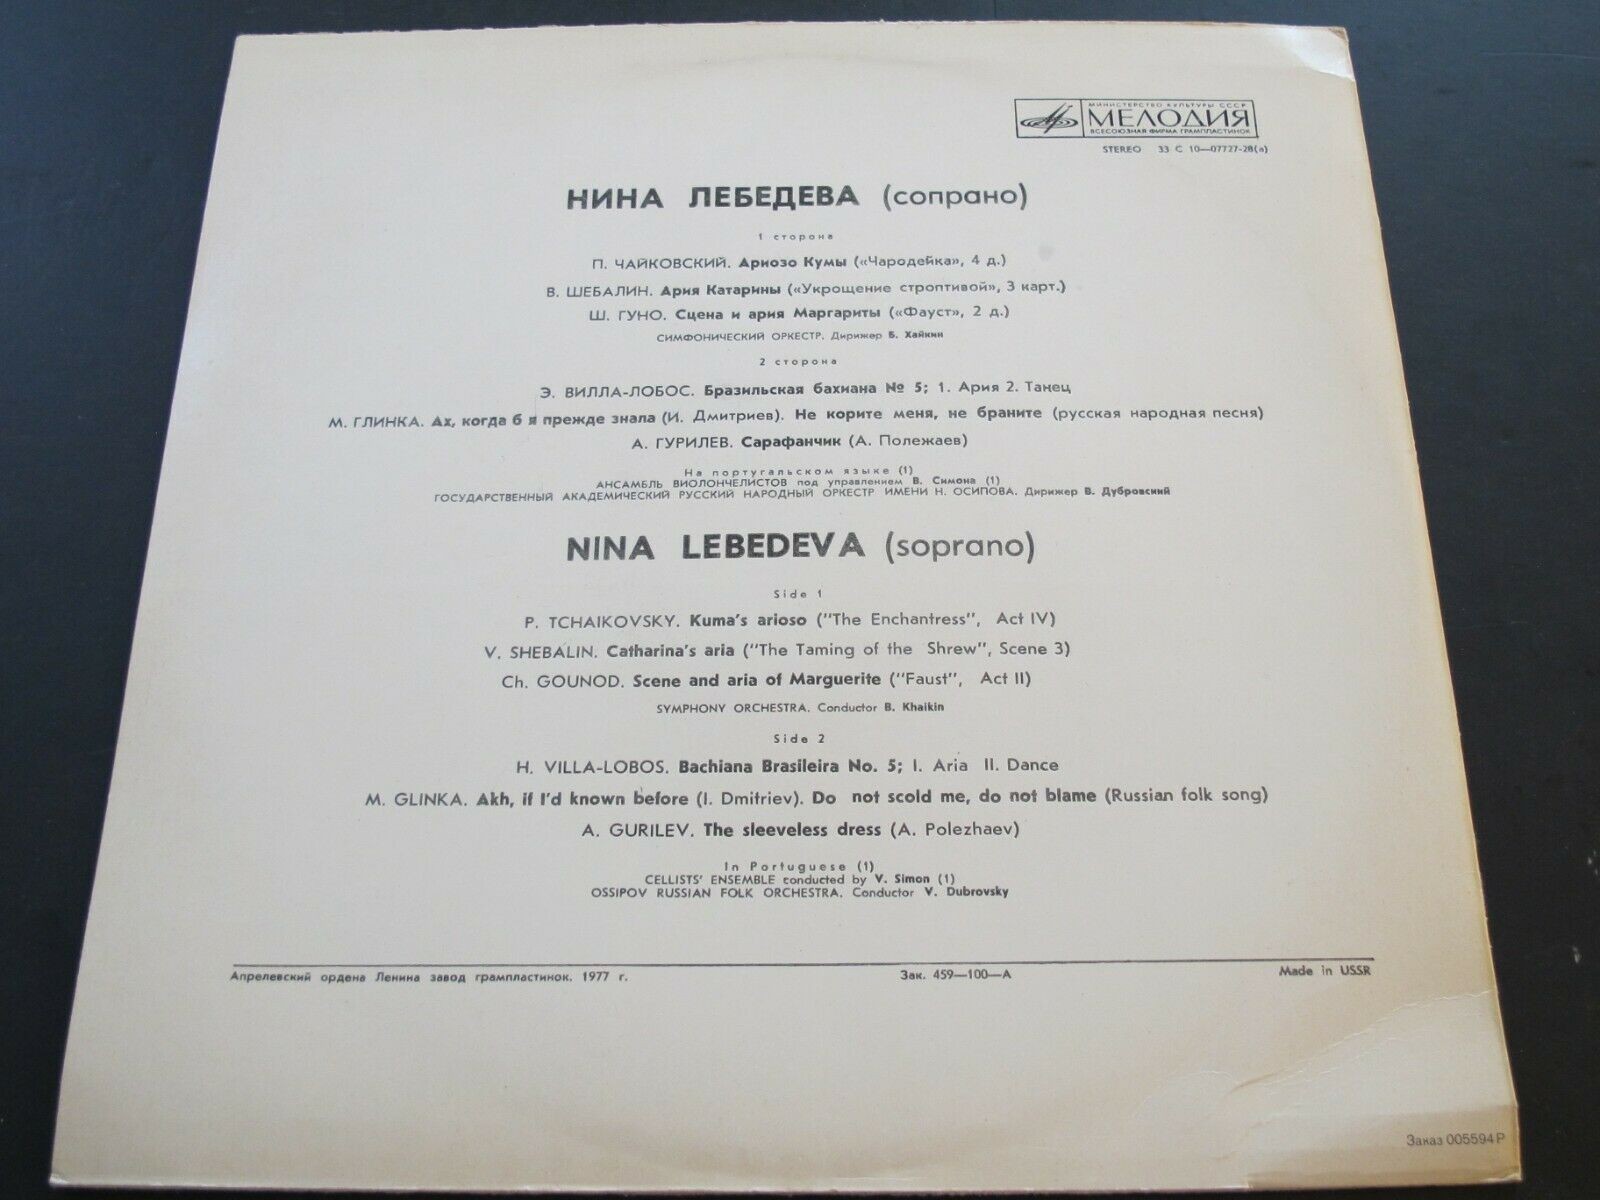 МИНИСТЕРСТВО КУЛЬТУРЫ СССР
МЕЛОДИЯ
ВСЕСОЮЗНАЯ ФИРМА ГРАМПЛАСТИНОК
STEREO 33 С 10—07727-28(а)
НИНА ЛЕБЕДЕВА (сопрано)
1 сторона
П. ЧАЙКОВСКИЙ. Ариозо Кумы («Чародейка», 4 д.)
В. ШЕБАЛИН. Ария Катарины («Укрощение строптивой», 3 карт.)
Ш. ГУНО. Сцена и ария Маргариты («Фауст», 2 д.)
СИМФОНИЧЕСКИЙ ОРКЕСТР. Дирижер Б. Хайкин
2 сторона
Э. ВИЛЛА-ЛОБОС. Бразильская бахиана № 5; 1. Ария 2. Танец
М. ГЛИНКА. Ах, когда б я прежде знала (И. Дмитриев). Не корите меня, не браните (русская народная песня)
А. ГУРИЛЕВ. Сарафанчик (А. Полежаев)
На португальском языке (1)
АНСАМБЛЬ ВИОЛОНЧЕЛИСТОВ под управлением В. Симона (1)
ГОСУДАРСТВЕННЫЙ АКАДЕМИЧЕСКИЙ РУССКИЙ НАРОДНЫЙ ОРКЕСТР ИМЕНИ Н. ОСИПОВА. Дирижер В. Дубровский
NINA LEBEDEVA (soprano)
Side 1
P. TCHAIKOVSKY. Kuma's arioso ("The Enchantress", Act IV)
V. SHEBALIN. Catharina's aria ("The Taming of the Shrew", Scene 3)
Ch. GOUNOD. Scene and aria of Marguerite ("Faust", Act II)
SYMPHONY ORCHESTRA. Conductor B. Khaikin
Side 2
H. VILLA-LOBOS. Bachiana Brasileira No. 5; I. Aria II. Dance
M. GLINKA. Akh, if I'd known before (I. Dmitriev). Do not scold me, do not blame (Russian folk song)
A. GURILEV. The sleeveless dress (A. Polezhaev)
In Portuguese (1)
CELLISTS' ENSEMBLE conducted by V. Simon (1)
OSSIPOV RUSSIAN FOLK ORCHESTRA. Conductor V. Dubrovsky
Апрелевский ордена Ленина завод грампластинок. 1977 г. Зак. 459—100—А Made in USSR
Заказ 005594Р